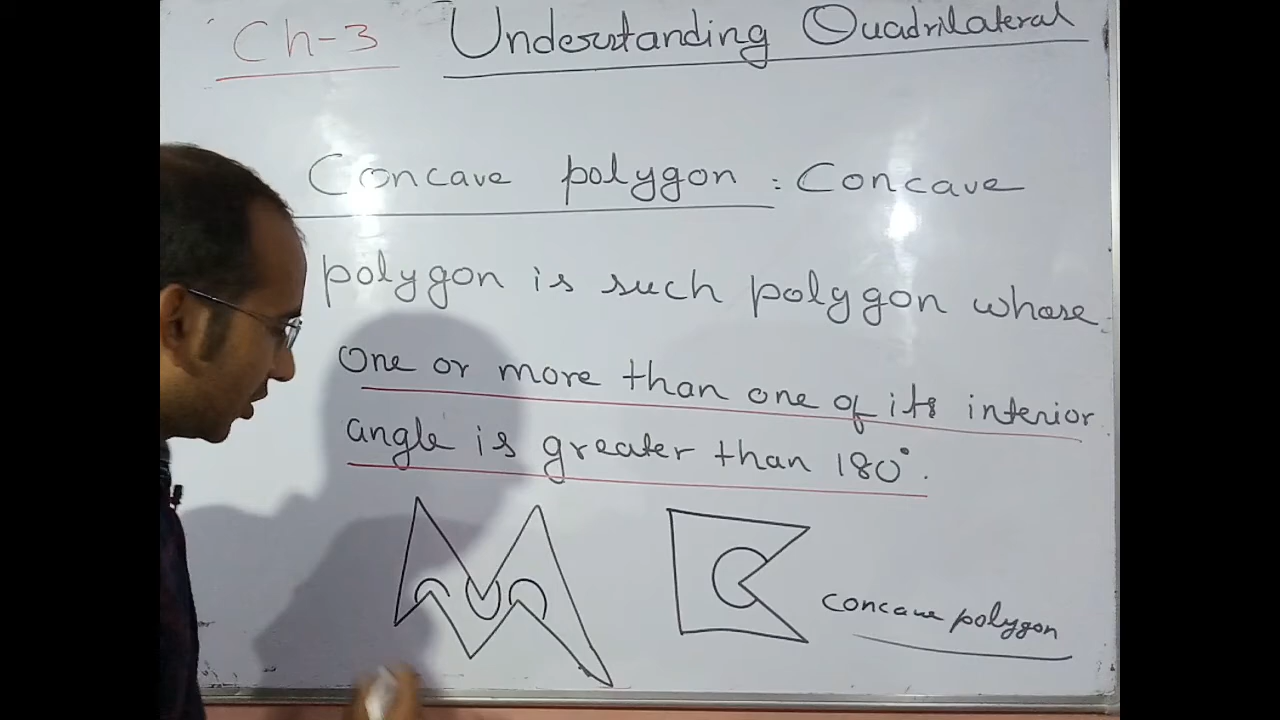 Ch-3 Understanding Quadrilateral
Concave polygon : Concave
polygon is such polygon whose
One or more than one of its interior
angle is greater than 180°.
concave polygon